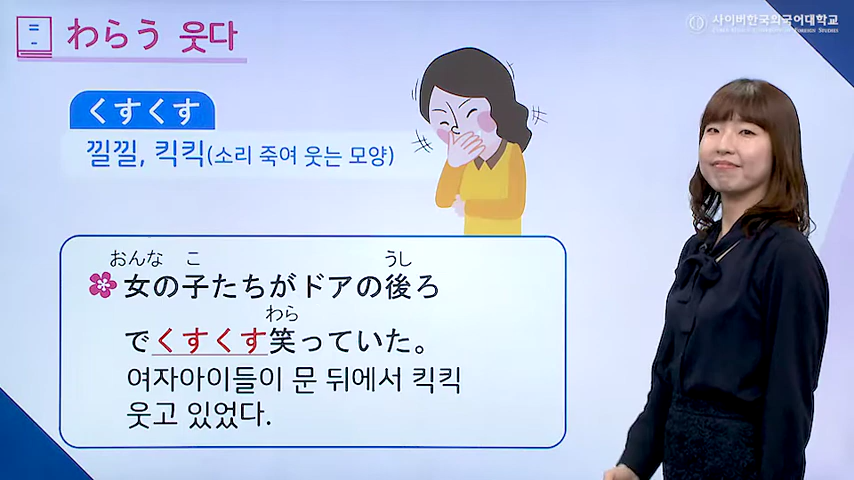 わらう 웃다
사이버한국외국어대학교
くすくす
낄낄, 킥킥(소리 죽여 웃는 모양)
おんな こ うし
女の子たちがドアの後ろ
わら
でくすくす笑っていた。
여자아이들이 문 뒤에서 킥킥
웃고 있었다.